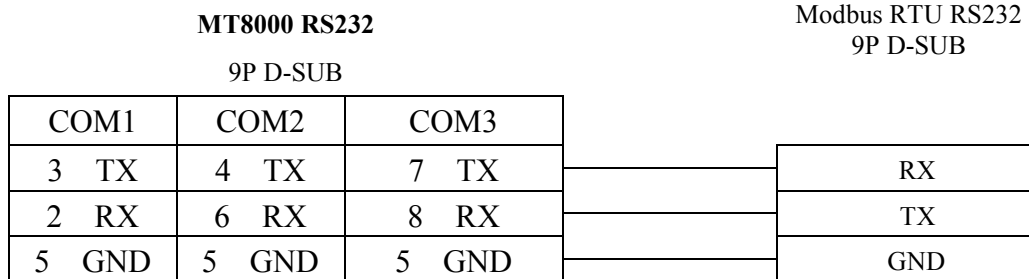 MT8000 RS232
Modbus RTU RS232
9P D-SUB
9P D-SUB
COM1 COM2 COM3
3 TX 4 TX 7 TX RX
2 RX 6 RX 8 RX TX
5 GND 5 GND 5 GND GND